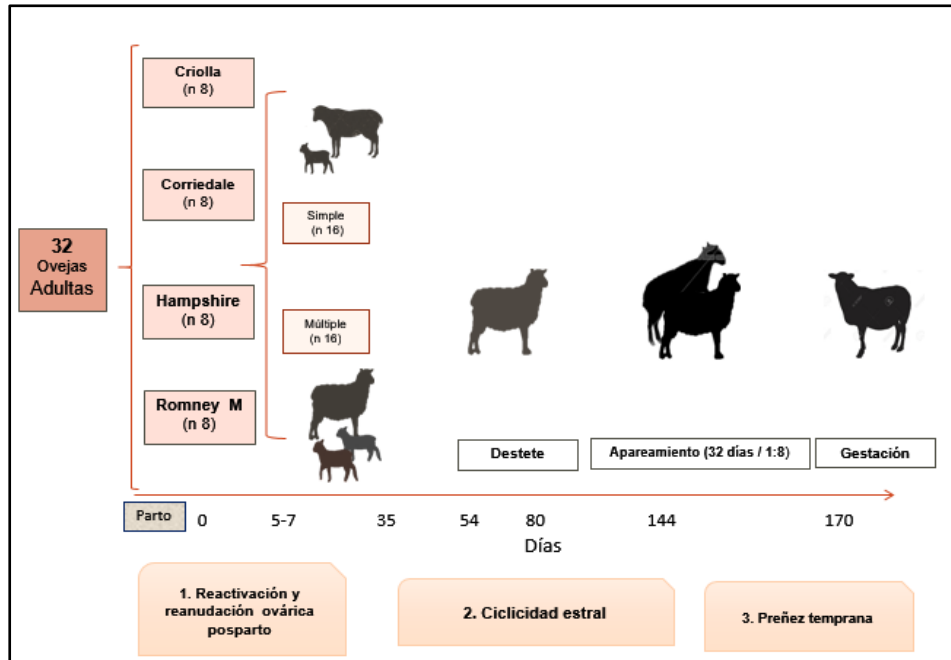 32
Ovejas
Adultas
Criolla
(n 8)
Corriedale
(n 8)
Hampshire
(n 8)
Romney M
(n 8)
Simple
(n 16)
Múltiple
(n 16)
Destete
Apareamiento (32 días / 1:8)
Gestación
Parto 0 5-7 35 54 80 144 170
Días
1. Reactivación y
reanudación ovárica
posparto
2. Ciclicidad estral
3. Preñez temprana